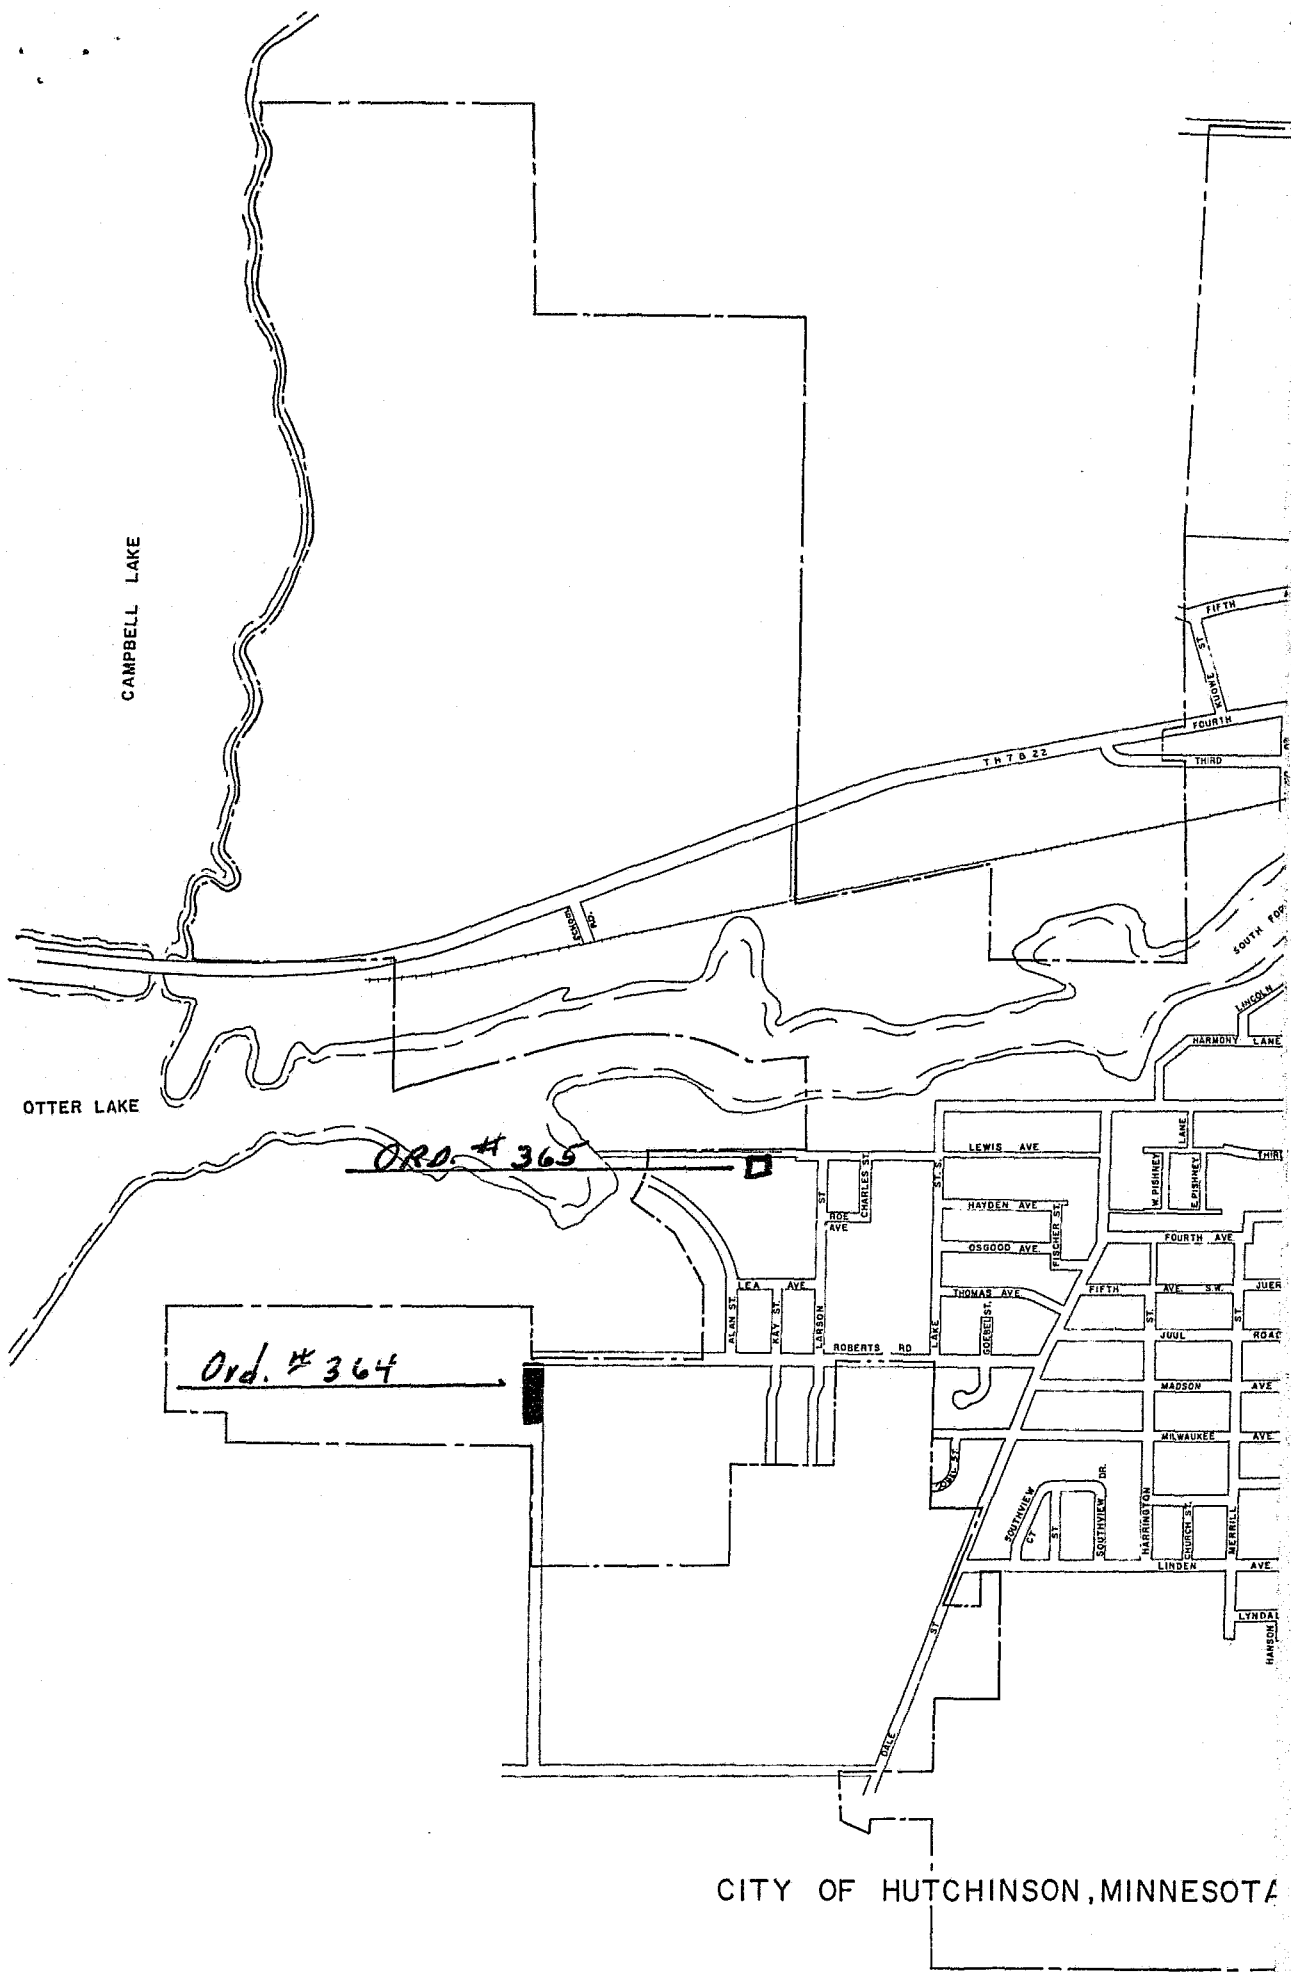 CAMPBELL LAKE
FIFTH
KUOWE ST
FOURTH
T H 7 & 22
THIRD
SCHOOL RD.
SOUTH FOR
LINCOLN
HARMONY LANE
OTTER LAKE
ORD. # 365
LEWIS AVE
LANE
W. PISHNEY
E. PISHNEY
THIRD
CHARLES ST.
ST
ST. S.
ROE AVE
HAYDEN AVE
FISCHER ST.
FOURTH AVE
OSGOOD AVE
LEA AVE
THOMAS AVE
FIFTH AVE. S.W.
JUER
ALAN ST.
KAY ST.
LARSON
LAKE
GOEBEL ST.
ST.
ST
ROBERTS RD
JUUL ROAD
Ord. # 364
MADSON AVE
MILWAUKEE AVE.
SOUTHVIEW CT
ST
SOUTHVIEW DR.
HARRINGTON
CHURCH ST.
MERRILL
LINDEN AVE.
LYNDAL
HANSON
ST
DALE
CITY OF HUTCHINSON, MINNESOTA